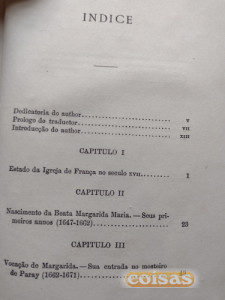 INDICE
Dedicatoria do author V
Prologo do traductor VII
Introducção do author XIII
CAPITULO I
Estado da Igreja de França no seculo XVII. 1
CAPITULO II
Nascimento da Beata Margarida Maria. — Seus pri-
meiros annos (1647-1662) 23
CAPITULO III
Vocação de Margarida. — Sua entrada no mosteiro
de Paray (1662-1671)
coisas